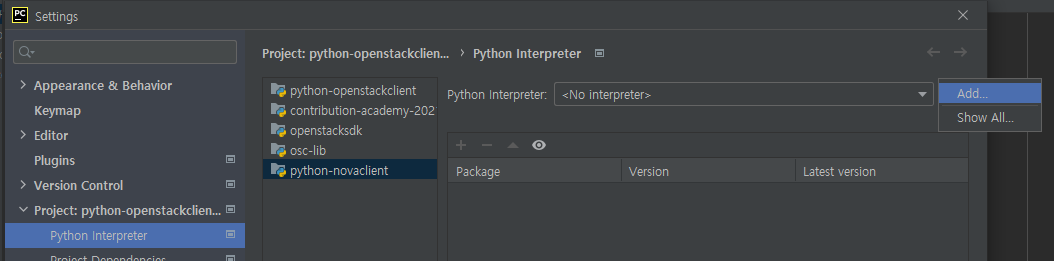 PC Settings
Project: python-openstackclien... › Python Interpreter
Appearance & Behavior
Keymap
Editor
Plugins
Version Control
Project: python-openstackclien...
Python Interpreter
Project Dependencies
python-openstackclient
contribution-academy-202
openstacksdk
osc-lib
python-novaclient
Python Interpreter: <No interpreter>
Add...
Show All...
Package Version Latest version